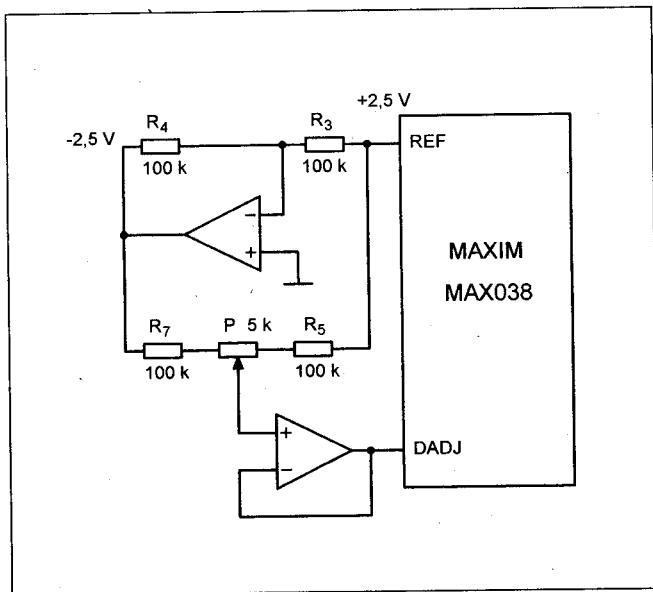 +2,5 V
R4
R3
-2,5 V
REF
100 k
100 k
−
+
MAXIM
MAX038
R7
P 5 k
R5
100 k
100 k
+
−
DADJ